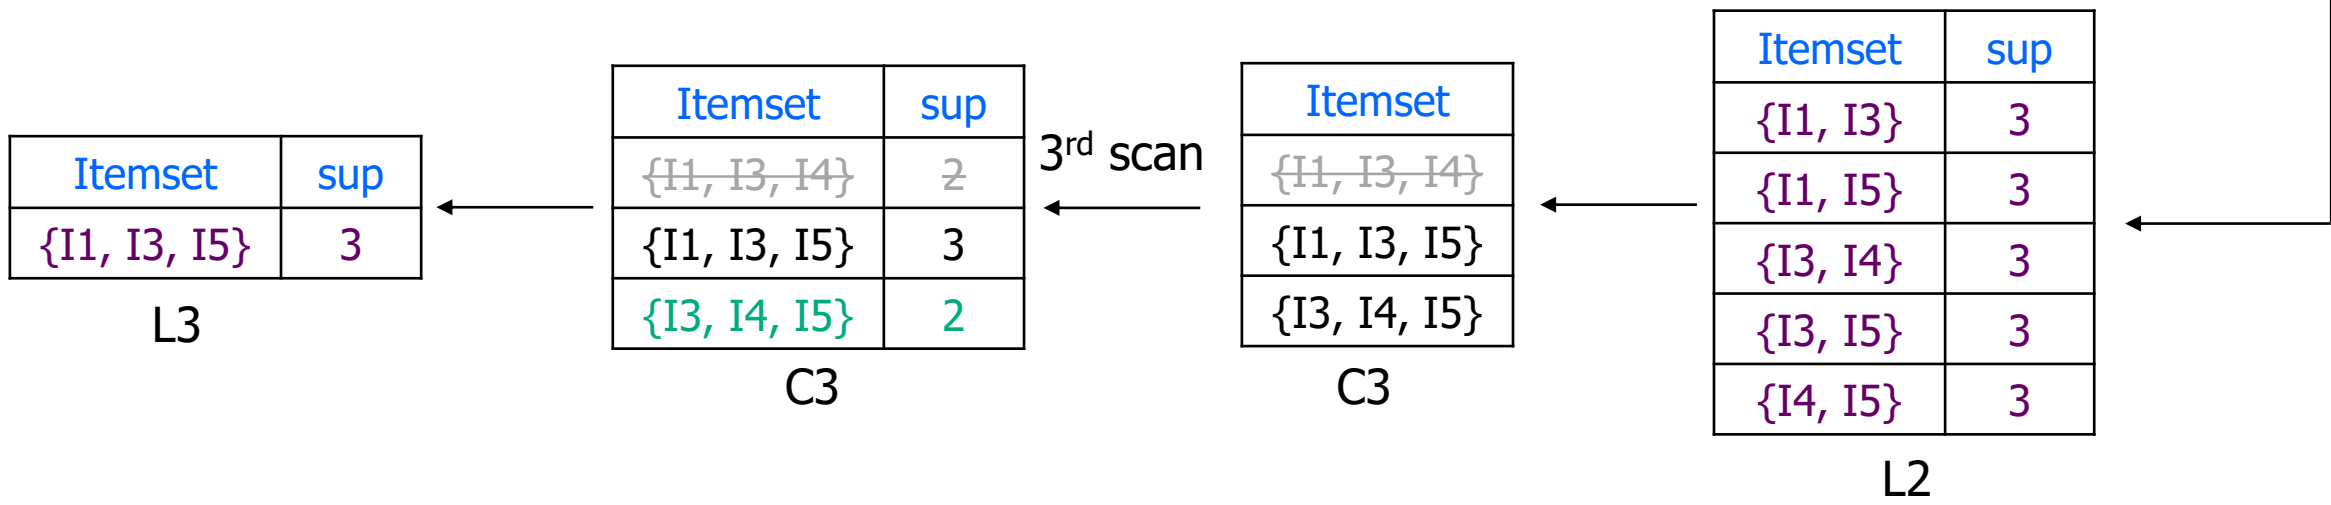 Itemset sup
{I1, I3, I5} 3
L3
Itemset sup
{I1, I3, I4} 2
{I1, I3, I5} 3
{I3, I4, I5} 2
C3
3rd scan
Itemset
{I1, I3, I4}
{I1, I3, I5}
{I3, I4, I5}
C3
Itemset sup
{I1, I3} 3
{I1, I5} 3
{I3, I4} 3
{I3, I5} 3
{I4, I5} 3
L2